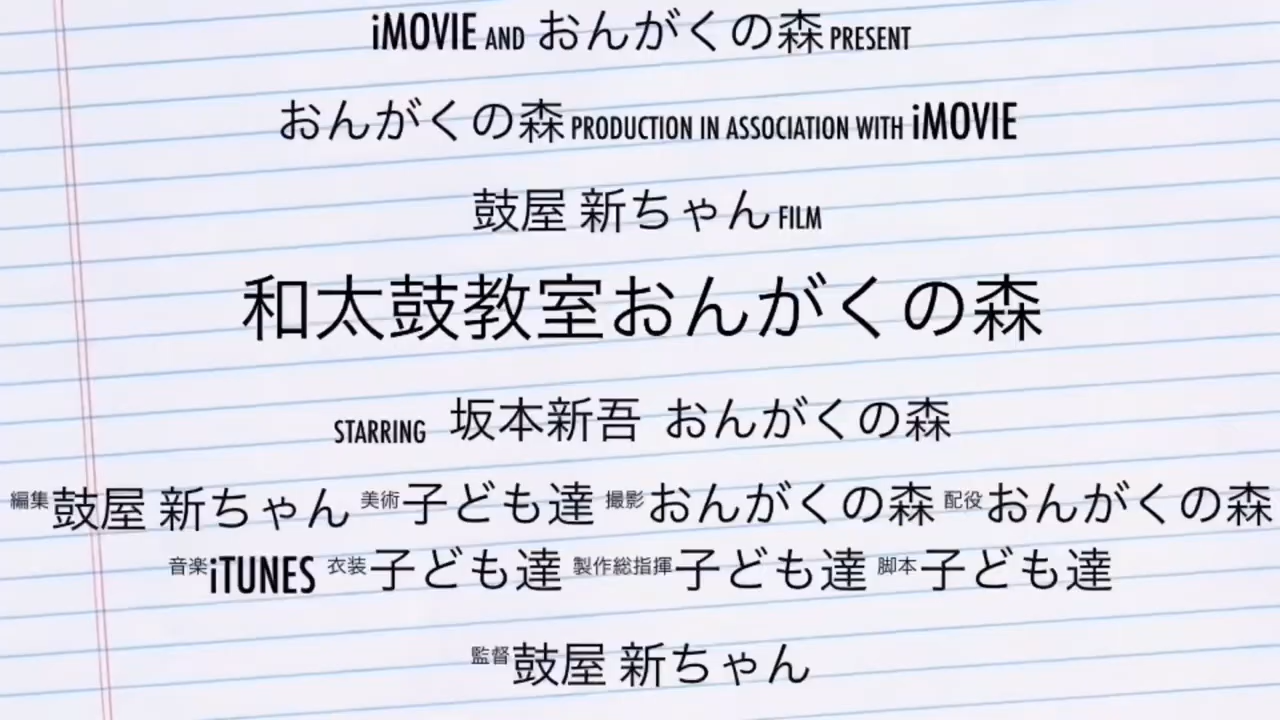 iMOVIE AND おんがくの森 PRESENT
おんがくの森 PRODUCTION IN ASSOCIATION WITH iMOVIE
鼓屋 新ちゃん FILM
和太鼓教室おんがくの森
STARRING 坂本新吾 おんがくの森
編集 鼓屋 新ちゃん 美術 子ども達 撮影 おんがくの森 配役 おんがくの森
音楽 iTUNES 衣装 子ども達 製作総指揮 子ども達 脚本 子ども達
監督 鼓屋 新ちゃん